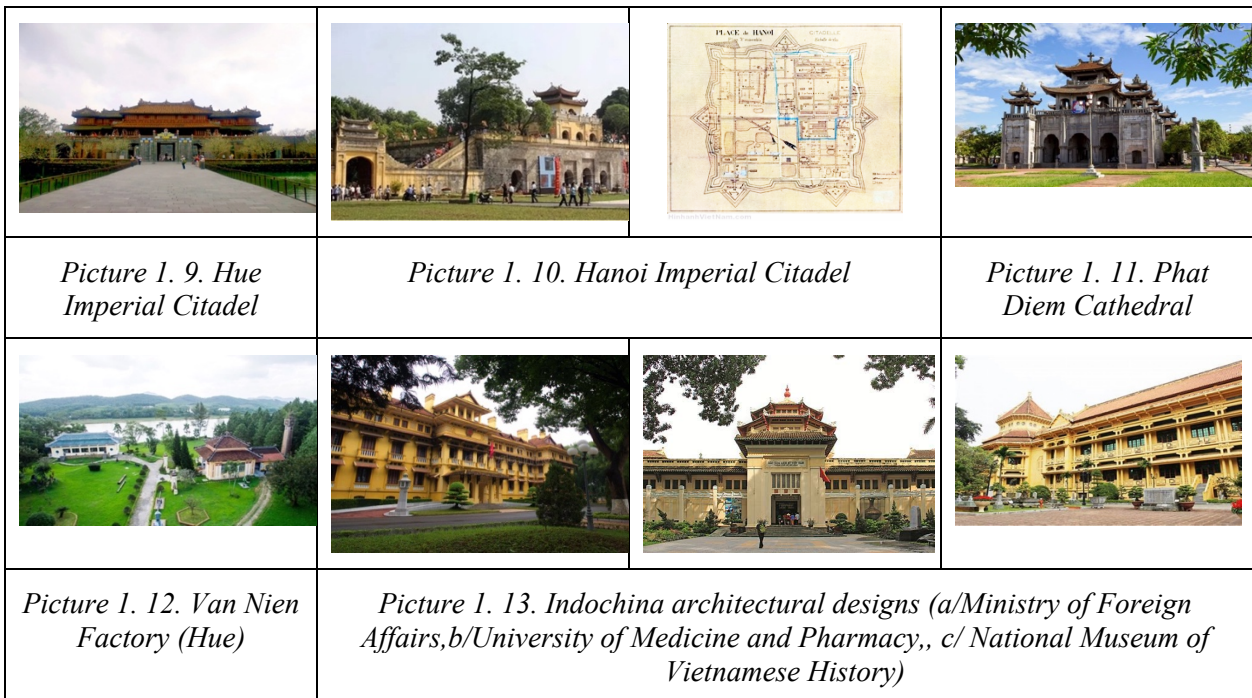 PLACE de HANOI
CITADELLE
Picture 1. 9. Hue
Imperial Citadel
Picture 1. 10. Hanoi Imperial Citadel
Picture 1. 11. Phat
Diem Cathedral
Picture 1. 12. Van Nien
Factory (Hue)
Picture 1. 13. Indochina architectural designs (a/Ministry of Foreign
Affairs,b/University of Medicine and Pharmacy,, c/ National Museum of
Vietnamese History)